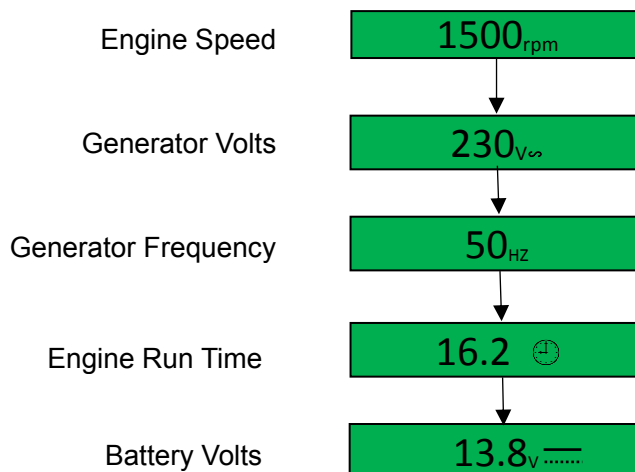 Engine Speed 1500rpm
Generator Volts 230V~
Generator Frequency 50HZ
Engine Run Time 16.2
Battery Volts 13.8V